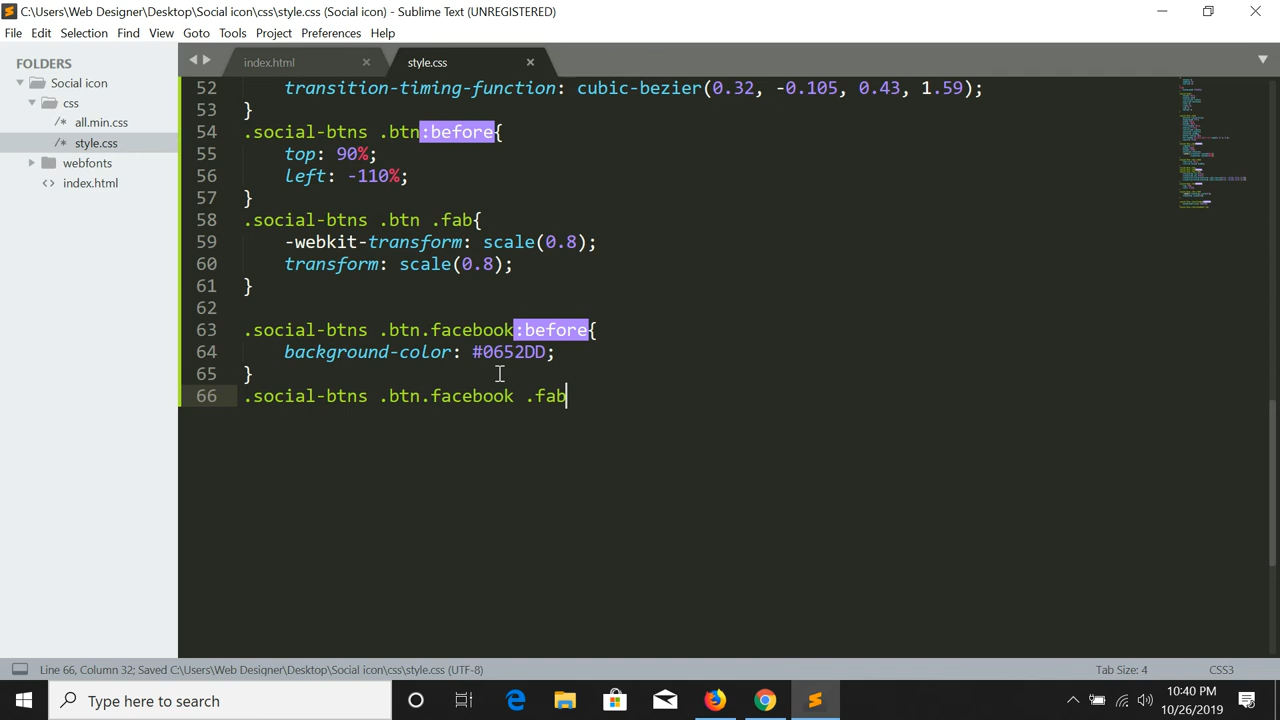 C:\Users\Web Designer\Desktop\Social icon\css\style.css (Social icon) - Sublime Text (UNREGISTERED)
File Edit Selection Find View Goto Tools Project Preferences Help
FOLDERS
Social icon
css
/* all.min.css
/* style.css
webfonts
<> index.html
index.html ×
style.css ×
52 transition-timing-function: cubic-bezier(0.32, -0.105, 0.43, 1.59);
53 }
54 .social-btns .btn:before{
55 top: 90%;
56 left: -110%;
57 }
58 .social-btns .btn .fab{
59 -webkit-transform: scale(0.8);
60 transform: scale(0.8);
61 }
62
63 .social-btns .btn.facebook:before{
64 background-color: #0652DD;
65 }
66 .social-btns .btn.facebook .fab
Line 66, Column 32; Saved C:\Users\Web Designer\Desktop\Social icon\css\style.css (UTF-8)
Tab Size: 4
CSS3
Type here to search
10:40 PM
10/26/2019